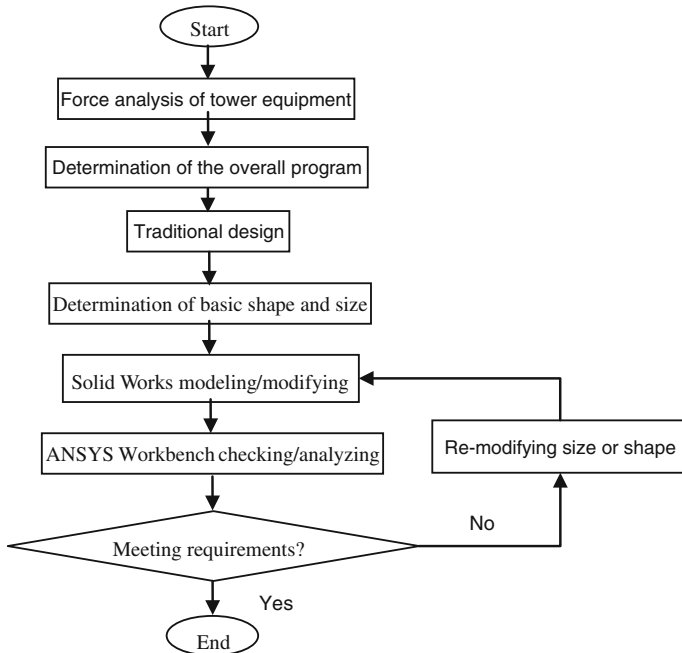 Start
Force analysis of tower equipment
Determination of the overall program
Traditional design
Determination of basic shape and size
Solid Works modeling/modifying
ANSYS Workbench checking/analyzing
Re-modifying size or shape
Meeting requirements?
No
Yes
End